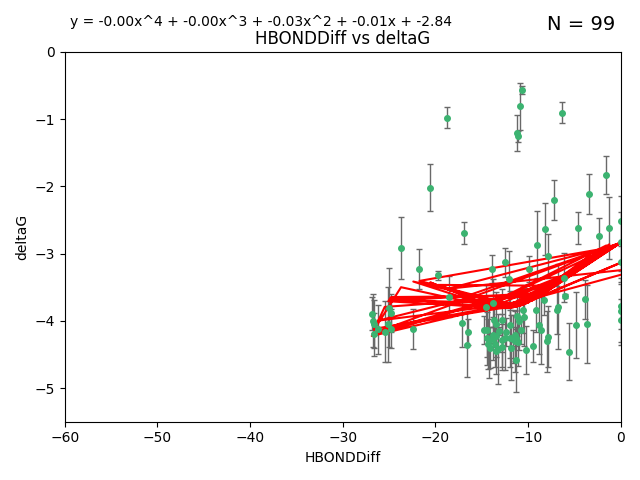 y = -0.00x^4 + -0.00x^3 + -0.03x^2 + -0.01x + -2.84
N = 99
HBONDDiff vs deltaG
0
−1
−2
−3
−4
−5
deltaG
−60 −50 −40 −30 −20 −10 0
HBONDDiff